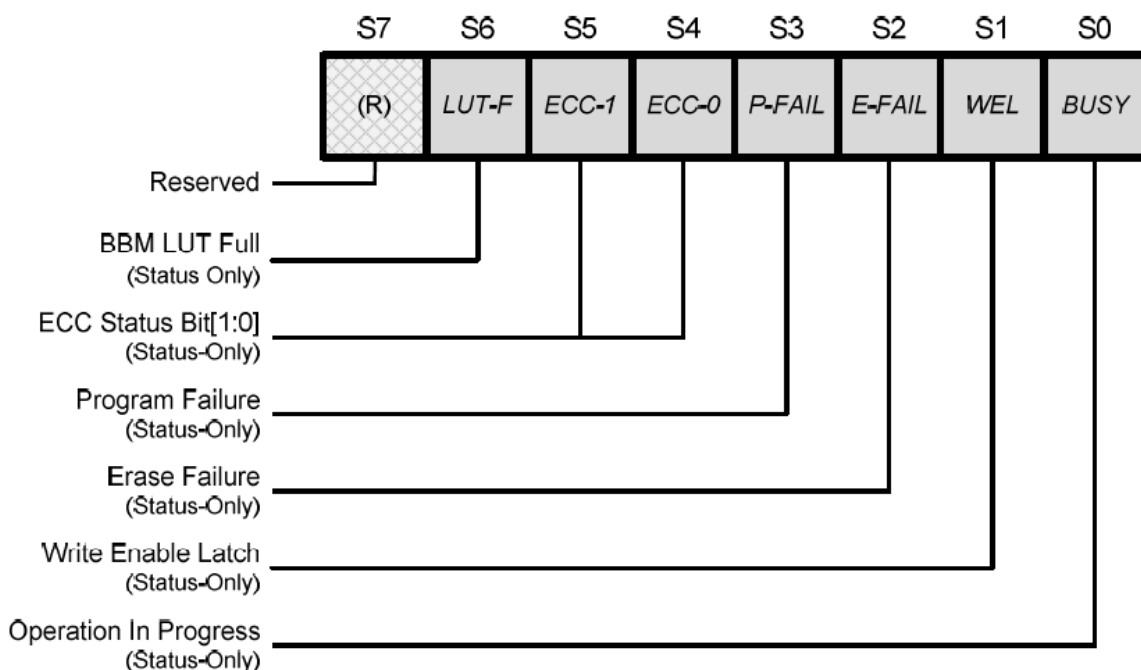 S7 S6 S5 S4 S3 S2 S1 S0
(R) LUT-F ECC-1 ECC-0 P-FAIL E-FAIL WEL BUSY
Reserved
BBM LUT Full
(Status Only)
ECC Status Bit[1:0]
(Status-Only)
Program Failure
(Status-Only)
Erase Failure
(Status-Only)
Write Enable Latch
(Status-Only)
Operation In Progress
(Status-Only)